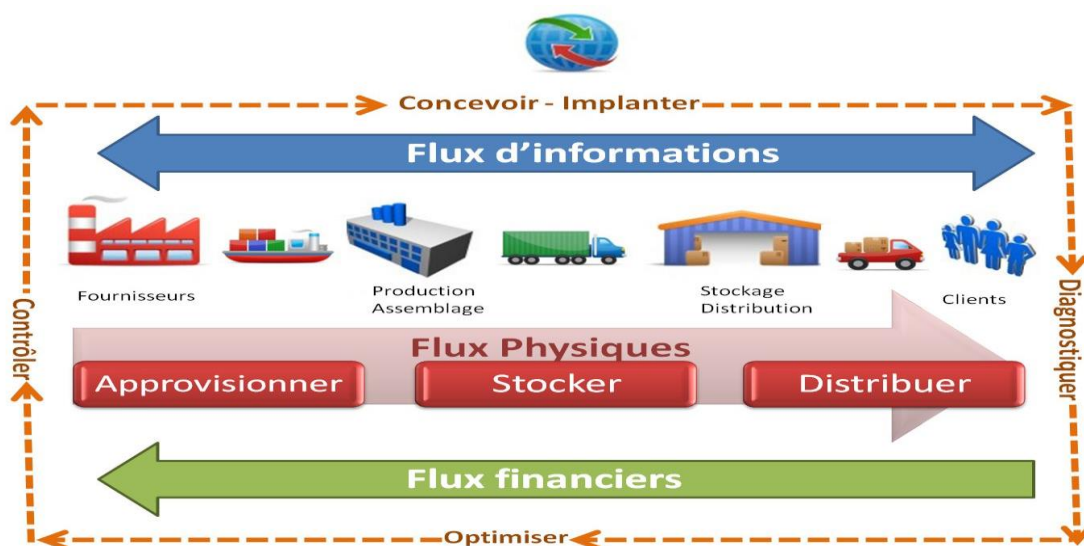 Concevoir - Implanter
Flux d'informations
Fournisseurs
Production
Assemblage
Stockage
Distribution
Clients
Contrôler
Diagnostiquer
Flux Physiques
Approvisionner
Stocker
Distribuer
Flux financiers
Optimiser